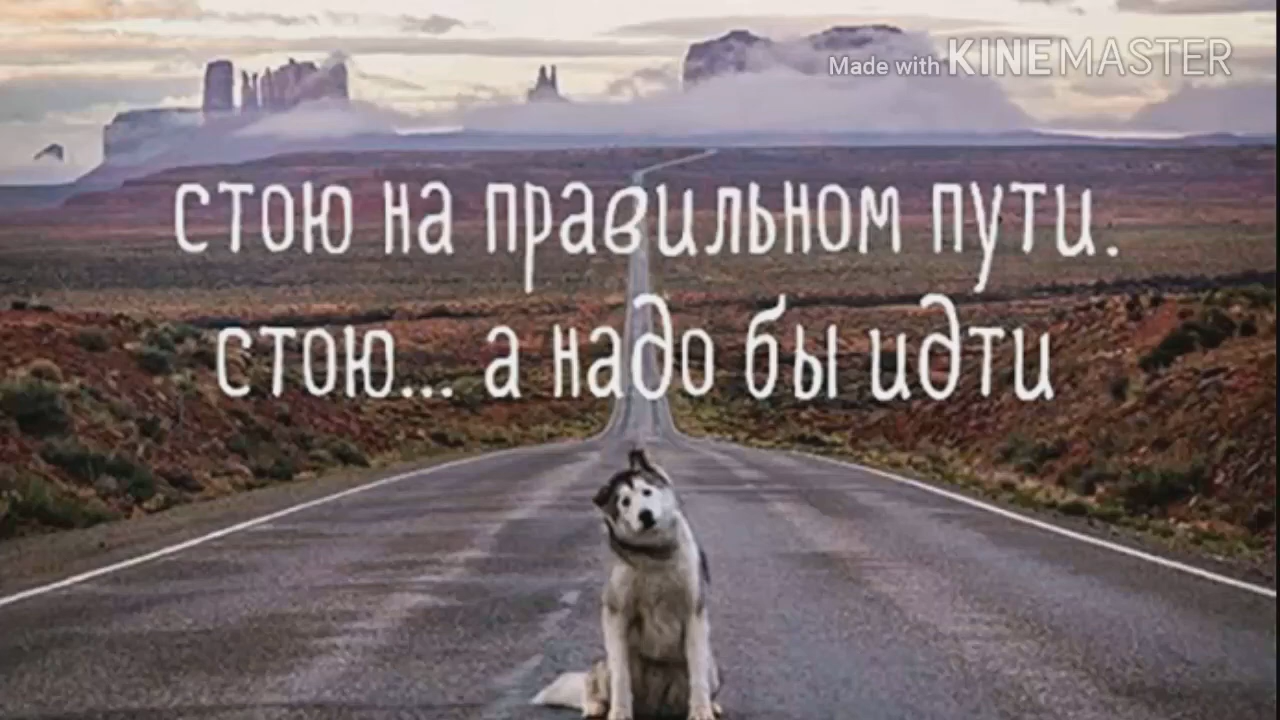 Made with KINEMASTER
стою на правильном пути.
стою... а надо бы идти